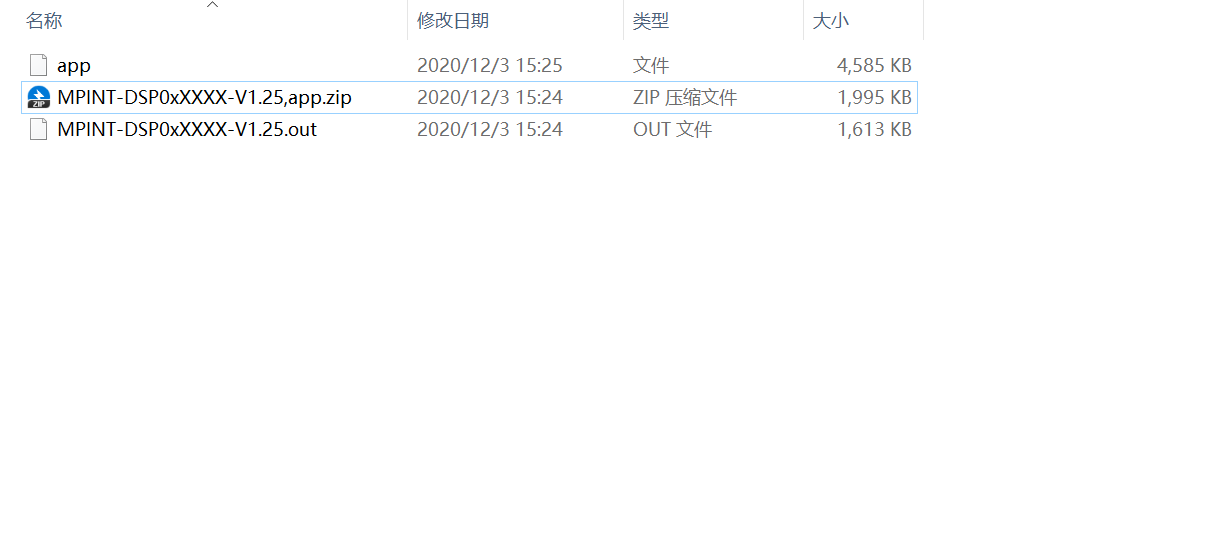 名称 修改日期 类型 大小
app 2020/12/3 15:25 文件 4,585 KB
ZIP MPINT-DSP0xXXXX-V1.25,app.zip 2020/12/3 15:24 ZIP 压缩文件 1,995 KB
MPINT-DSP0xXXXX-V1.25.out 2020/12/3 15:24 OUT 文件 1,613 KB